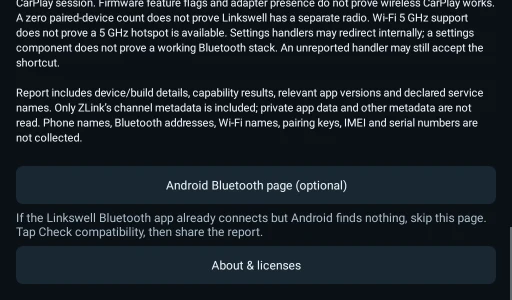 CarPlay session. Firmware feature flags and adapter presence do not prove wireless CarPlay works.
A zero paired-device count does not prove Linkswell has a separate radio. Wi-Fi 5 GHz support
does not prove a 5 GHz hotspot is available. Settings handlers may redirect internally; a settings
component does not prove a working Bluetooth stack. An unreported handler may still accept the
shortcut.
Report includes device/build details, capability results, relevant app versions and declared service
names. Only ZLink's channel metadata is included; private app data and other metadata are not
read. Phone names, Bluetooth addresses, Wi-Fi names, pairing keys, IMEI and serial numbers are
not collected.
Android Bluetooth page (optional)
If the Linkswell Bluetooth app already connects but Android finds nothing, skip this page.
Tap Check compatibility, then share the report.
About & licenses